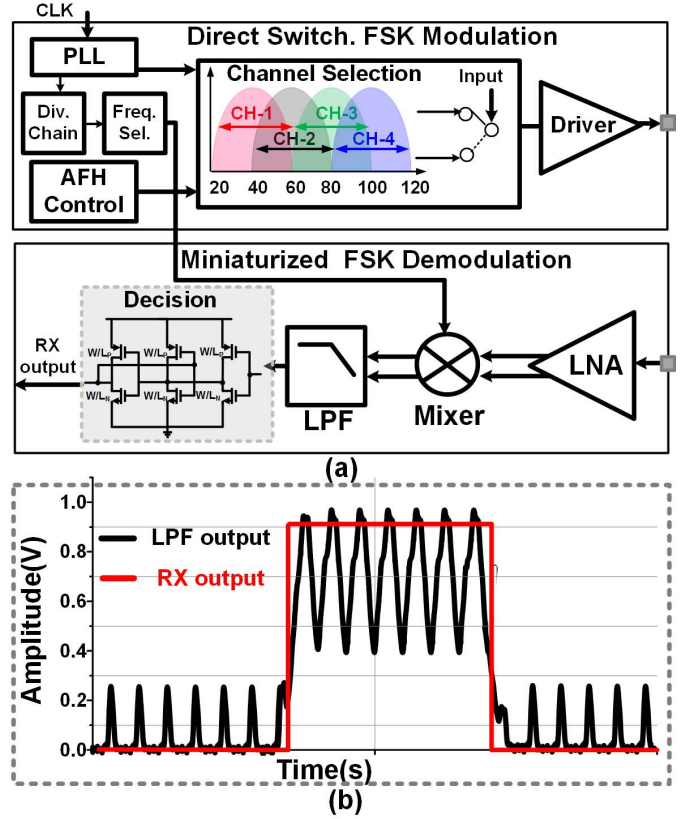 CLK
Direct Switch. FSK Modulation
PLL
Channel Selection
Input
Div. Chain
Freq. Sel.
CH-1
CH-3
CH-2
CH-4
Driver
AFH Control
20 40 60 80 100 120
Miniaturized FSK Demodulation
Decision
RX output
W/LP W/LP W/LP
W/LN W/LN W/LN
LPF
Mixer
LNA
(a)
1.0
0.8
0.6
0.4
0.2
0.0
Amplitude(V)
LPF output
RX output
Time(s)
(b)